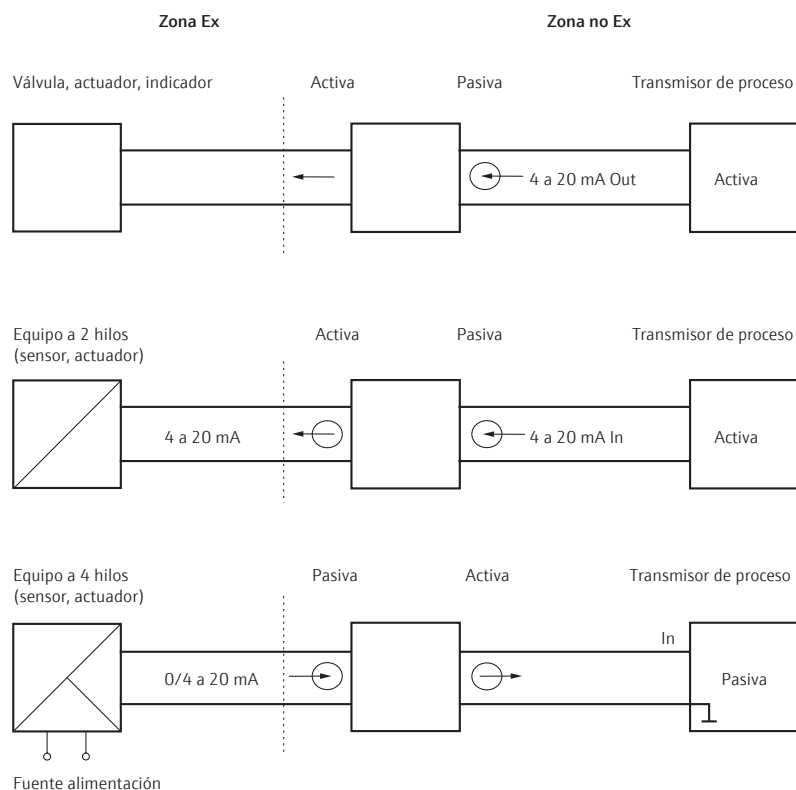 Zona Ex
Zona no Ex
Válvula, actuador, indicador
Activa
Pasiva
Transmisor de proceso
4 a 20 mA Out
Activa
Equipo a 2 hilos
(sensor, actuador)
Activa
Pasiva
Transmisor de proceso
4 a 20 mA
4 a 20 mA In
Activa
Equipo a 4 hilos
(sensor, actuador)
Pasiva
Activa
Transmisor de proceso
In
0/4 a 20 mA
Pasiva
Fuente alimentación